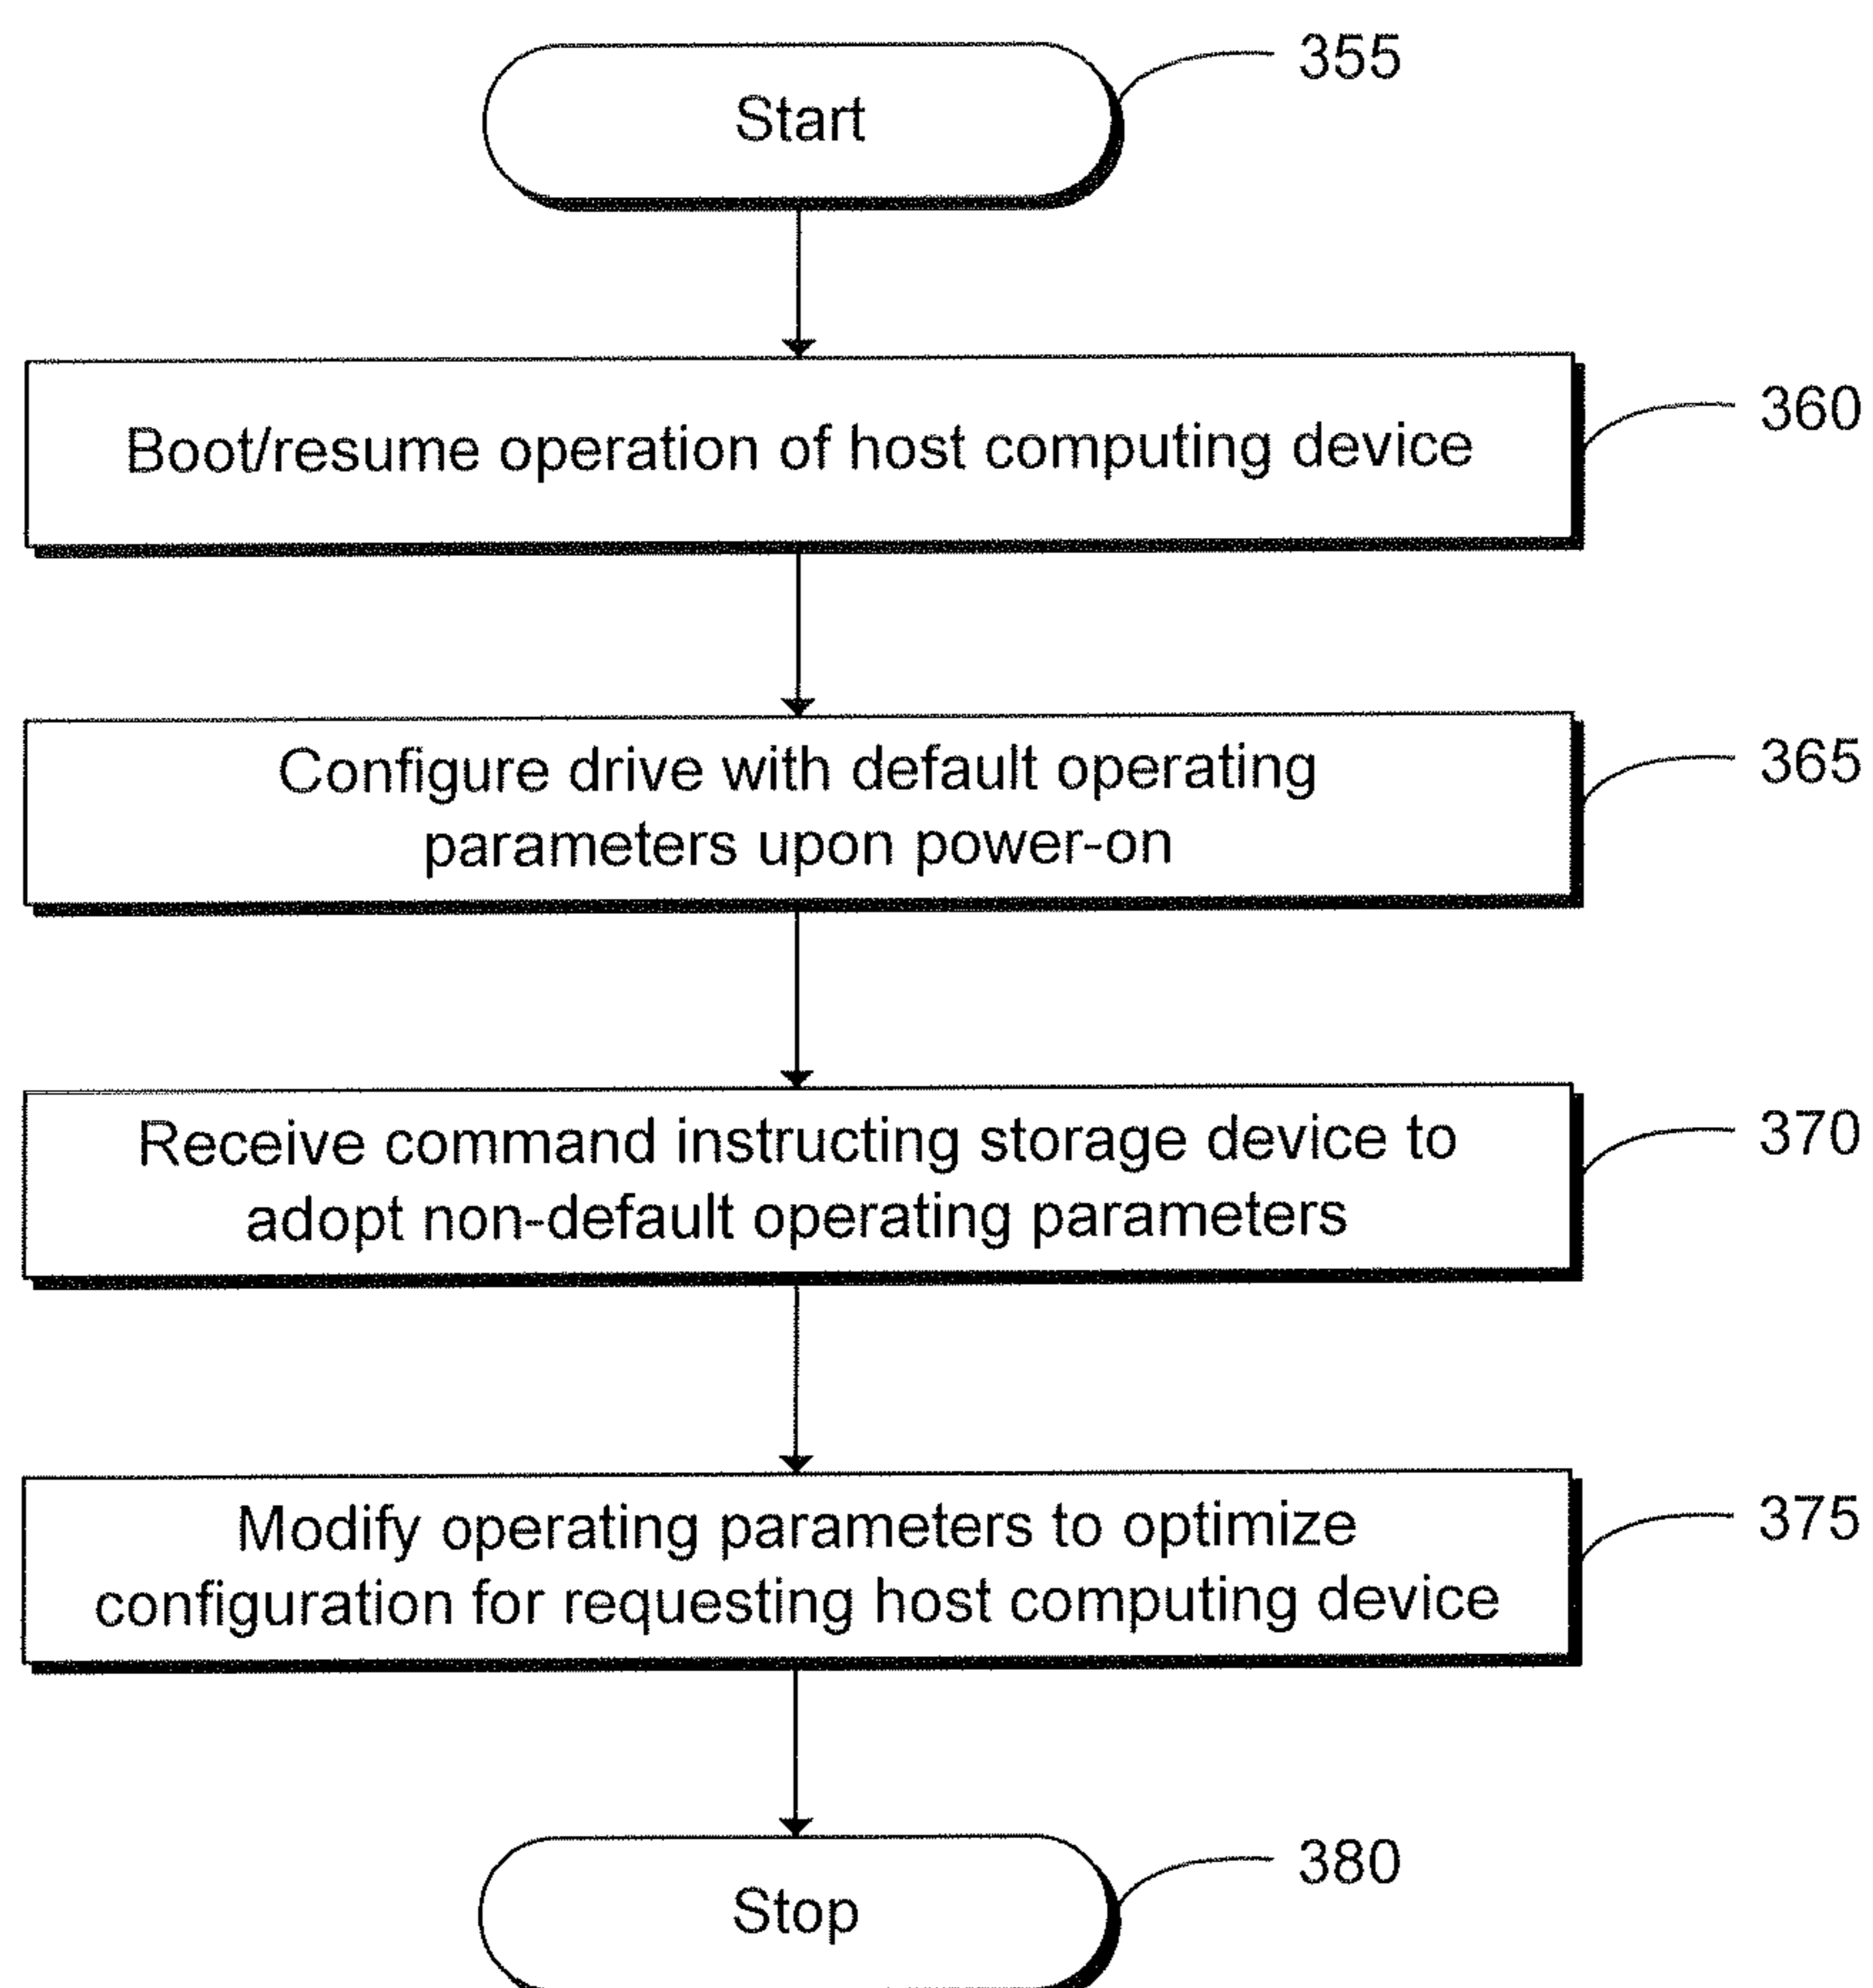 355
Start
360
Boot/resume operation of host computing device
365
Configure drive with default operating
parameters upon power-on
370
Receive command instructing storage device to
adopt non-default operating parameters
375
Modify operating parameters to optimize
configuration for requesting host computing device
380
Stop